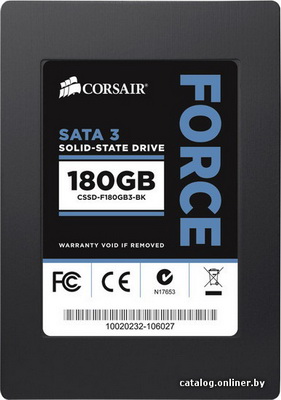 CORSAIR
SATA 3
SOLID-STATE DRIVE
180GB
CSSD-F180GB3-BK
WARRANTY VOID IF REMOVED
FORCE
FC CE
N17653
10020232-106027
catalog.onliner.by